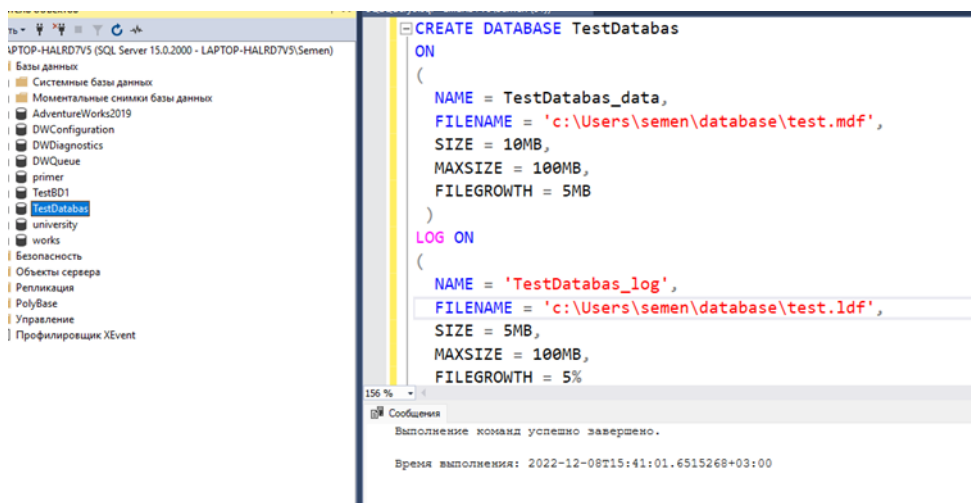 ть
APTOP-HALRD7V5 (SQL Server 15.0.2000 - LAPTOP-HALRD7V5\Semen)
Базы данных
Системные базы данных
Моментальные снимки базы данных
AdventureWorks2019
DWConfiguration
DWDiagnostics
DWQueue
primer
TestBD1
TestDatabas
university
works
Безопасность
Объекты сервера
Репликация
PolyBase
Управление
Профилировщик XEvent
CREATE DATABASE TestDatabas
ON
(
NAME = TestDatabas_data,
FILENAME = 'c:\Users\semen\database\test.mdf',
SIZE = 10MB,
MAXSIZE = 100MB,
FILEGROWTH = 5MB
)
LOG ON
(
NAME = 'TestDatabas_log',
FILENAME = 'c:\Users\semen\database\test.ldf',
SIZE = 5MB,
MAXSIZE = 100MB,
FILEGROWTH = 5%
156 %
Сообщения
Выполнение команд успешно завершено.
Время выполнения: 2022-12-08T15:41:01.6515268+03:00